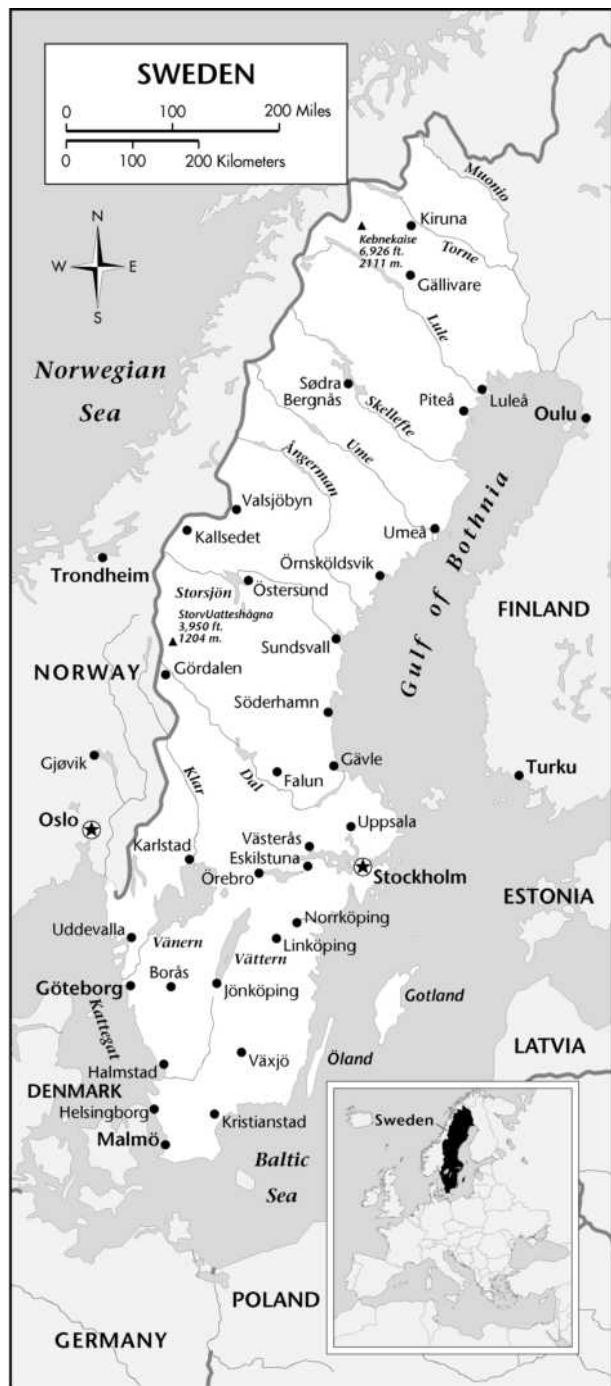 SWEDEN
0 100 200 Miles
0 100 200 Kilometers
N
W E
S
Muonio
Kiruna
Kebnekaise
6,926 ft.
2111 m.
Torne
Gällivare
Lule
Norwegian
Sea
Sødra
Bergnås
Skellefte
Piteå
Luleå
Oulu
Ume
Ångerman
Valsjöbyn
Kallsedet
Umeå
Gulf of Bothnia
Trondheim
Örnsköldsvik
Storsjön
Östersund
FINLAND
StorvUatteshågna
3,950 ft.
1204 m.
Sundsvall
NORWAY
Gördalen
Söderhamn
Gjøvik
Klar
Dal
Falun
Gävle
Turku
Oslo
Uppsala
Karlstad
Västerås
Eskilstuna
Örebro
Stockholm
ESTONIA
Norrköping
Uddevalla
Vänern
Vättern
Linköping
Göteborg
Borås
Jönköping
Gotland
Kattegat
Växjö
Öland
LATVIA
Halmstad
DENMARK
Helsingborg
Kristianstad
Malmö
Baltic
Sea
Sweden
POLAND
GERMANY